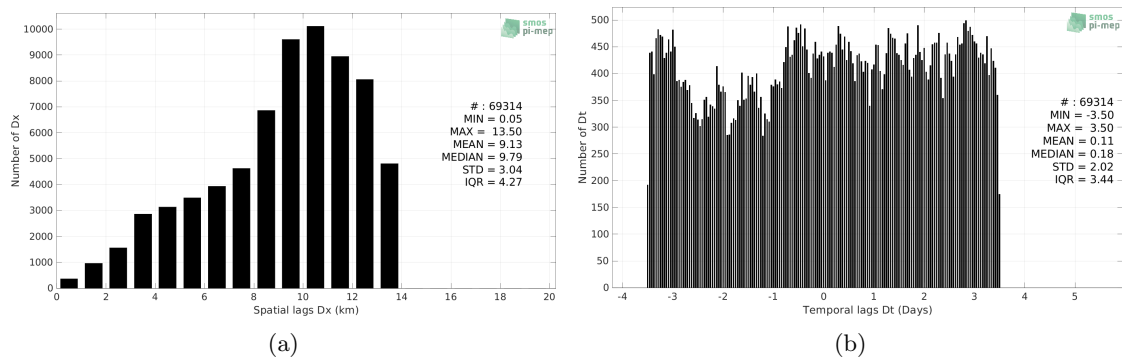 smos
pi-mep
10000
9000
8000
7000
6000
5000
4000
3000
2000
1000
0
Number of Dx
# : 69314
MIN = 0.05
MAX = 13.50
MEAN = 9.13
MEDIAN = 9.79
STD = 3.04
IQR = 4.27
0 2 4 6 8 10 12 14 16 18 20
Spatial lags Dx (km)
(a)
smos
pi-mep
500
450
400
350
300
250
200
150
100
50
0
Number of Dt
# : 69314
MIN = -3.50
MAX = 3.50
MEAN = 0.11
MEDIAN = 0.18
STD = 2.02
IQR = 3.44
-4 -3 -2 -1 0 1 2 3 4 5
Temporal lags Dt (Days)
(b)